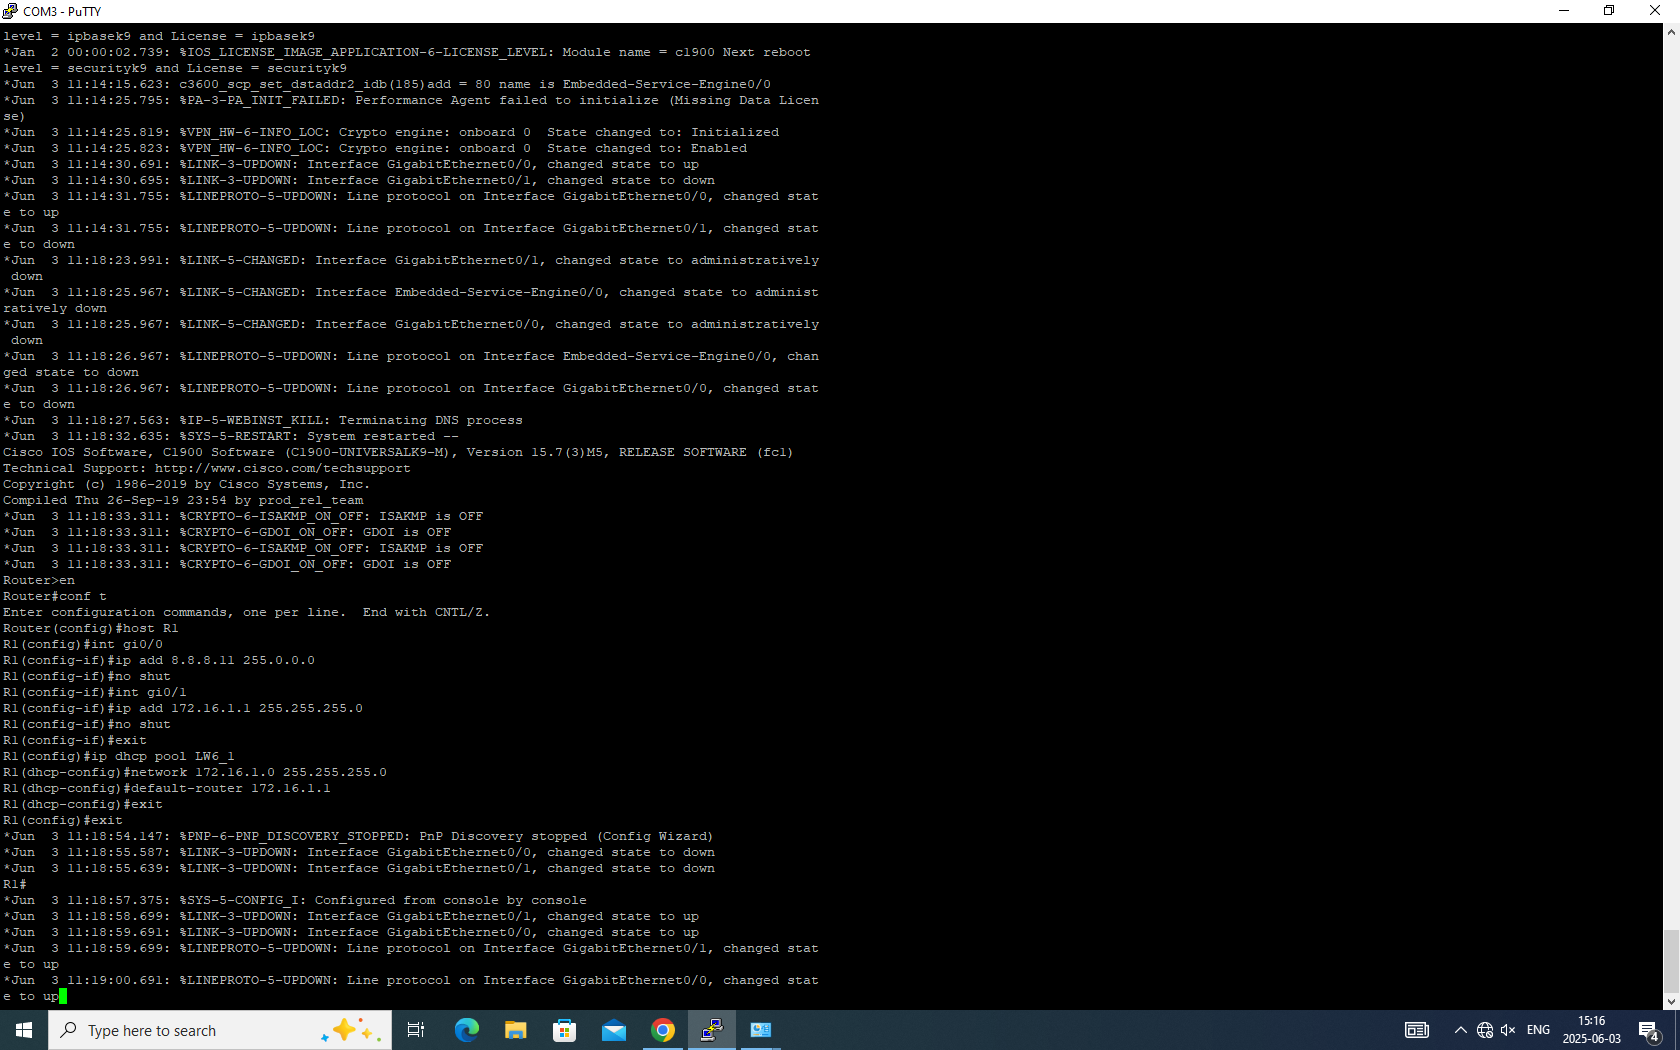 COM3 - PuTTY
level = ipbasek9 and License = ipbasek9
*Jan  2 00:00:02.739: %IOS_LICENSE_IMAGE_APPLICATION-6-LICENSE_LEVEL: Module name = c1900 Next reboot
level = securityk9 and License = securityk9
*Jun  3 11:14:15.623: c3600_scp_set_dstaddr2_idb(185)add = 80 name is Embedded-Service-Engine0/0
*Jun  3 11:14:25.795: %PA-3-PA_INIT_FAILED: Performance Agent failed to initialize (Missing Data Licen
se)
*Jun  3 11:14:25.819: %VPN_HW-6-INFO_LOC: Crypto engine: onboard 0  State changed to: Initialized
*Jun  3 11:14:25.823: %VPN_HW-6-INFO_LOC: Crypto engine: onboard 0  State changed to: Enabled
*Jun  3 11:14:30.691: %LINK-3-UPDOWN: Interface GigabitEthernet0/0, changed state to up
*Jun  3 11:14:30.695: %LINK-3-UPDOWN: Interface GigabitEthernet0/1, changed state to down
*Jun  3 11:14:31.755: %LINEPROTO-5-UPDOWN: Line protocol on Interface GigabitEthernet0/0, changed stat
e to up
*Jun  3 11:14:31.755: %LINEPROTO-5-UPDOWN: Line protocol on Interface GigabitEthernet0/1, changed stat
e to down
*Jun  3 11:18:23.991: %LINK-5-CHANGED: Interface GigabitEthernet0/1, changed state to administratively
 down
*Jun  3 11:18:25.967: %LINK-5-CHANGED: Interface Embedded-Service-Engine0/0, changed state to administ
ratively down
*Jun  3 11:18:25.967: %LINK-5-CHANGED: Interface GigabitEthernet0/0, changed state to administratively
 down
*Jun  3 11:18:26.967: %LINEPROTO-5-UPDOWN: Line protocol on Interface Embedded-Service-Engine0/0, chan
ged state to down
*Jun  3 11:18:26.967: %LINEPROTO-5-UPDOWN: Line protocol on Interface GigabitEthernet0/0, changed stat
e to down
*Jun  3 11:18:27.563: %IP-5-WEBINST_KILL: Terminating DNS process
*Jun  3 11:18:32.635: %SYS-5-RESTART: System restarted --
Cisco IOS Software, C1900 Software (C1900-UNIVERSALK9-M), Version 15.7(3)M5, RELEASE SOFTWARE (fc1)
Technical Support: http://www.cisco.com/techsupport
Copyright (c) 1986-2019 by Cisco Systems, Inc.
Compiled Thu 26-Sep-19 23:54 by prod_rel_team
*Jun  3 11:18:33.311: %CRYPTO-6-ISAKMP_ON_OFF: ISAKMP is OFF
*Jun  3 11:18:33.311: %CRYPTO-6-GDOI_ON_OFF: GDOI is OFF
*Jun  3 11:18:33.311: %CRYPTO-6-ISAKMP_ON_OFF: ISAKMP is OFF
*Jun  3 11:18:33.311: %CRYPTO-6-GDOI_ON_OFF: GDOI is OFF
Router>en
Router#conf t
Enter configuration commands, one per line.  End with CNTL/Z.
Router(config)#host R1
R1(config)#int gi0/0
R1(config-if)#ip add 8.8.8.11 255.0.0.0
R1(config-if)#no shut
R1(config-if)#int gi0/1
R1(config-if)#ip add 172.16.1.1 255.255.255.0
R1(config-if)#no shut
R1(config-if)#exit
R1(config)#ip dhcp pool LW6_1
R1(dhcp-config)#network 172.16.1.0 255.255.255.0
R1(dhcp-config)#default-router 172.16.1.1
R1(dhcp-config)#exit
R1(config)#exit
*Jun  3 11:18:54.147: %PNP-6-PNP_DISCOVERY_STOPPED: PnP Discovery stopped (Config Wizard)
*Jun  3 11:18:55.587: %LINK-3-UPDOWN: Interface GigabitEthernet0/0, changed state to down
*Jun  3 11:18:55.639: %LINK-3-UPDOWN: Interface GigabitEthernet0/1, changed state to down
R1#
*Jun  3 11:18:57.375: %SYS-5-CONFIG_I: Configured from console by console
*Jun  3 11:18:58.699: %LINK-3-UPDOWN: Interface GigabitEthernet0/1, changed state to up
*Jun  3 11:18:59.691: %LINK-3-UPDOWN: Interface GigabitEthernet0/0, changed state to up
*Jun  3 11:18:59.699: %LINEPROTO-5-UPDOWN: Line protocol on Interface GigabitEthernet0/1, changed stat
e to up
*Jun  3 11:19:00.691: %LINEPROTO-5-UPDOWN: Line protocol on Interface GigabitEthernet0/0, changed stat
e to up
Type here to search
ENG
15:16
2025-06-03
4